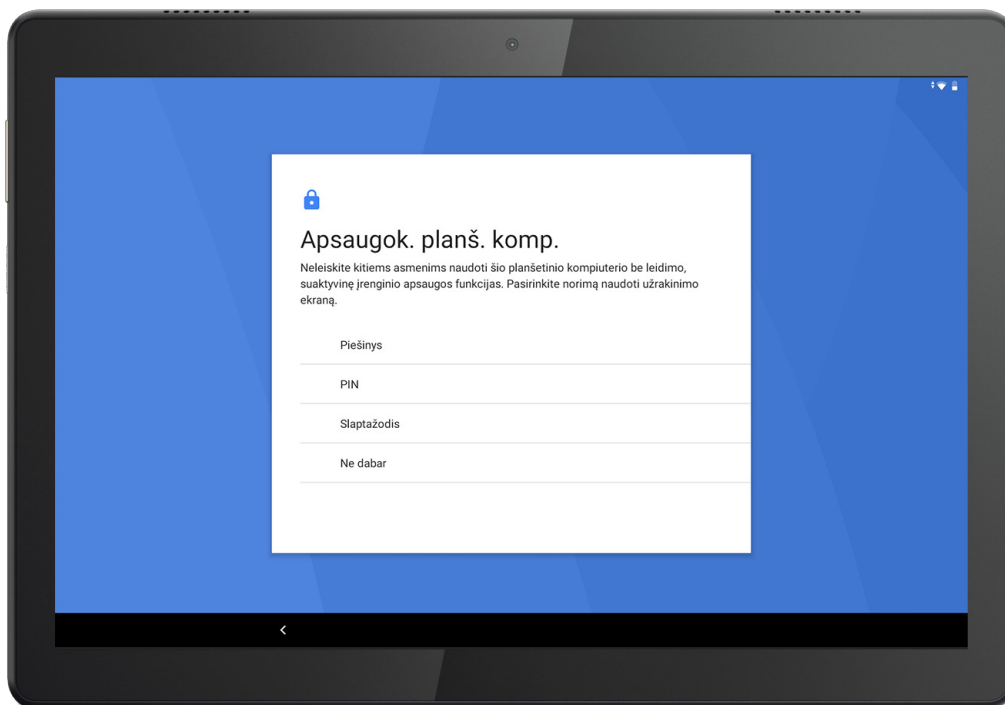 Apsaugok. planš. komp.
Neleiskite kitiems asmenims naudoti šio planšetinio kompiuterio be leidimo,
suaktyvinę įrenginio apsaugos funkcijas. Pasirinkite norimą naudoti užrakinimo
ekraną.
Piešinys
PIN
Slaptažodis
Ne dabar